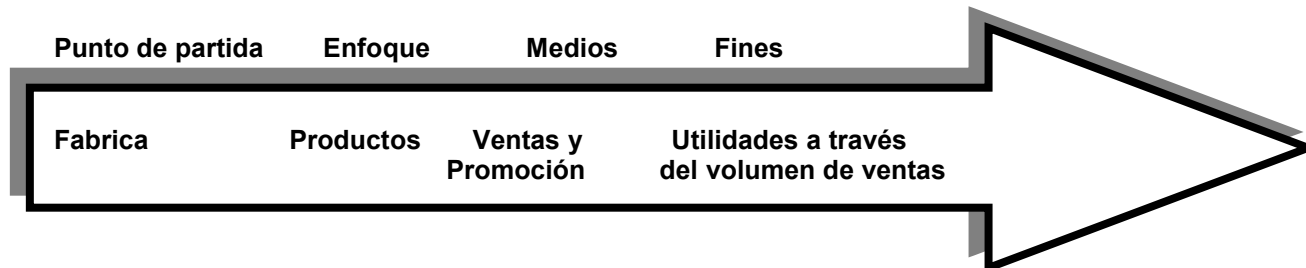 Punto de partida Enfoque Medios Fines
Fabrica Productos Ventas y Utilidades a través
Promoción del volumen de ventas